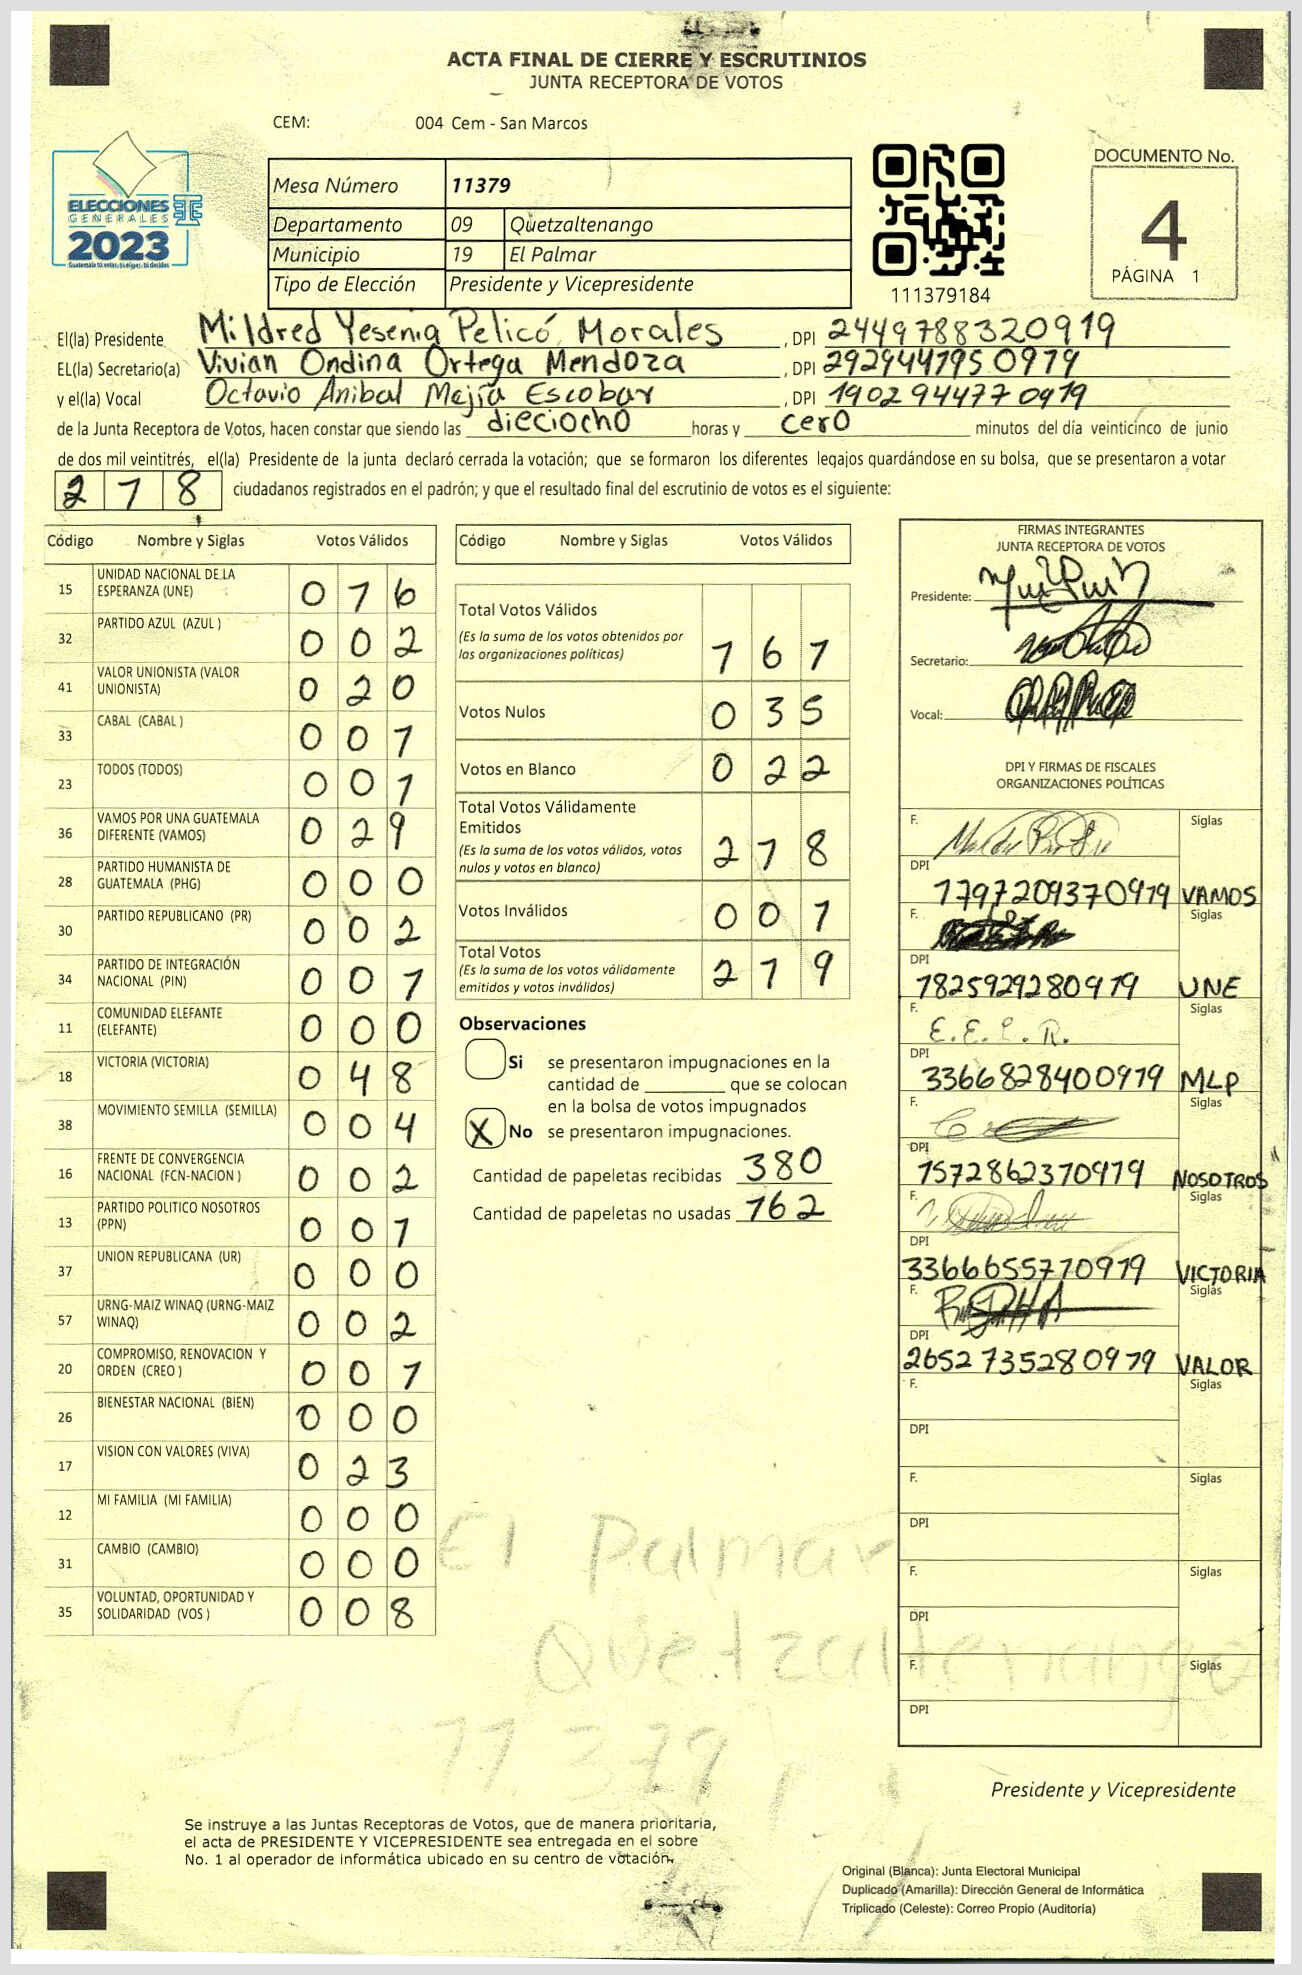 ACTA FINAL DE CIERRE Y ESCRUTINIOS
JUNTA RECEPTORA DE VOTOS
CEM: 004 Cem - San Marcos
ELECCIONES
GENERALES
2023
Guatemala tú estás, tú eliges, tú decides
Mesa Número 11379
Departamento 09 Quetzaltenango
Municipio 19 El Palmar
Tipo de Elección Presidente y Vicepresidente
111379184
DOCUMENTO No.
4
PÁGINA 1
El(la) Presidente Mildred Yesenia Pelicó Morales , DPI 2449788320919
EL(la) Secretario(a) Vivian Ondina Ortega Mendoza , DPI 2929441950919
y el(la) Vocal Octavio Anibal Mejía Escobar , DPI 1902944770919
de la Junta Receptora de Votos, hacen constar que siendo las dieciocho horas y cero minutos del día veinticinco de junio
de dos mil veintitrés, el(la) Presidente de la junta declaró cerrada la votación; que se formaron los diferentes legajos guardándose en su bolsa, que se presentaron a votar
218 ciudadanos registrados en el padrón; y que el resultado final del escrutinio de votos es el siguiente:
Código Nombre y Siglas Votos Válidos
15 UNIDAD NACIONAL DE LA ESPERANZA (UNE) 0 1 6
32 PARTIDO AZUL (AZUL ) 0 0 2
41 VALOR UNIONISTA (VALOR UNIONISTA) 0 2 0
33 CABAL (CABAL ) 0 0 1
23 TODOS (TODOS) 0 0 1
36 VAMOS POR UNA GUATEMALA DIFERENTE (VAMOS) 0 2 9
28 PARTIDO HUMANISTA DE GUATEMALA (PHG) 0 0 0
30 PARTIDO REPUBLICANO (PR) 0 0 2
34 PARTIDO DE INTEGRACIÓN NACIONAL (PIN) 0 0 1
11 COMUNIDAD ELEFANTE (ELEFANTE) 0 0 0
18 VICTORIA (VICTORIA) 0 4 8
38 MOVIMIENTO SEMILLA (SEMILLA) 0 0 4
16 FRENTE DE CONVERGENCIA NACIONAL (FCN-NACION ) 0 0 2
13 PARTIDO POLITICO NOSOTROS (PPN) 0 0 1
37 UNION REPUBLICANA (UR) 0 0 0
57 URNG-MAIZ WINAQ (URNG-MAIZ WINAQ) 0 0 2
20 COMPROMISO, RENOVACION Y ORDEN (CREO ) 0 0 1
26 BIENESTAR NACIONAL (BIEN) 0 0 0
17 VISION CON VALORES (VIVA) 0 2 3
12 MI FAMILIA (MI FAMILIA) 0 0 0
31 CAMBIO (CAMBIO) 0 0 0
35 VOLUNTAD, OPORTUNIDAD Y SOLIDARIDAD (VOS ) 0 0 8
Código Nombre y Siglas Votos Válidos
Total Votos Válidos
(Es la suma de los votos obtenidos por
las organizaciones políticas) 1 6 1
Votos Nulos 0 3 5
Votos en Blanco 0 2 2
Total Votos Válidamente
Emitidos
(Es la suma de los votos válidos, votos
nulos y votos en blanco) 2 1 8
Votos Inválidos 0 0 1
Total Votos
(Es la suma de los votos válidamente
emitidos y votos inválidos) 2 1 9
Observaciones
Si se presentaron impugnaciones en la
cantidad de ________ que se colocan
en la bolsa de votos impugnados
X No se presentaron impugnaciones.
Cantidad de papeletas recibidas 380
Cantidad de papeletas no usadas 162
FIRMAS INTEGRANTES
JUNTA RECEPTORA DE VOTOS
Presidente:
Secretario:
Vocal:
DPI Y FIRMAS DE FISCALES
ORGANIZACIONES POLÍTICAS
F. Siglas
DPI 1797209370919 VAMOS
F. Siglas
DPI 1825929280919 UNE
F. E.E.L.R. Siglas
DPI 3366828400919 MLP
F. Siglas
DPI 1572862310919 NOSOTROS
F. Siglas
DPI 3366655710919 VICTORIA
F. Siglas
DPI 2652735280919 VALOR
F. Siglas
DPI
F. Siglas
DPI
F. Siglas
DPI
F. Siglas
DPI
El Palmar
Quetzaltenango
11379
Presidente y Vicepresidente
Se instruye a las Juntas Receptoras de Votos, que de manera prioritaria,
el acta de PRESIDENTE Y VICEPRESIDENTE sea entregada en el sobre
No. 1 al operador de informática ubicado en su centro de votación.
Original (Blanca): Junta Electoral Municipal
Duplicado (Amarilla): Dirección General de Informática
Triplicado (Celeste): Correo Propio (Auditoría)